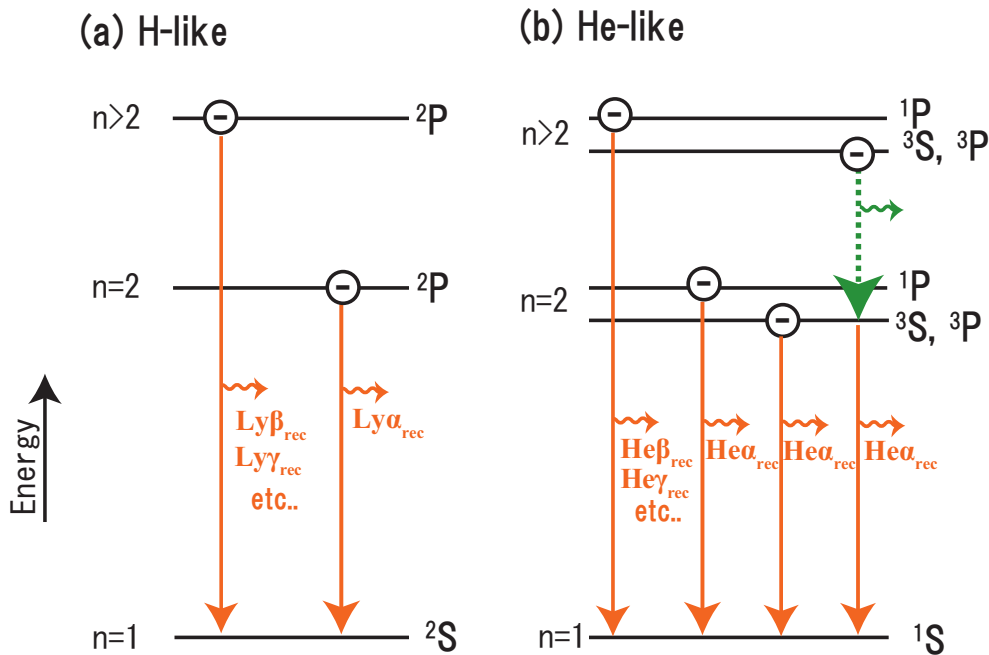 (a) H-like
n>2
²P
n=2
²P
Lyβrec
Lyγrec
etc..
Lyαrec
Energy
n=1
²S
(b) He-like
n>2
¹P
³S, ³P
n=2
¹P
³S, ³P
Heβrec
Heγrec
etc..
Heαrec
Heαrec
Heαrec
n=1
¹S